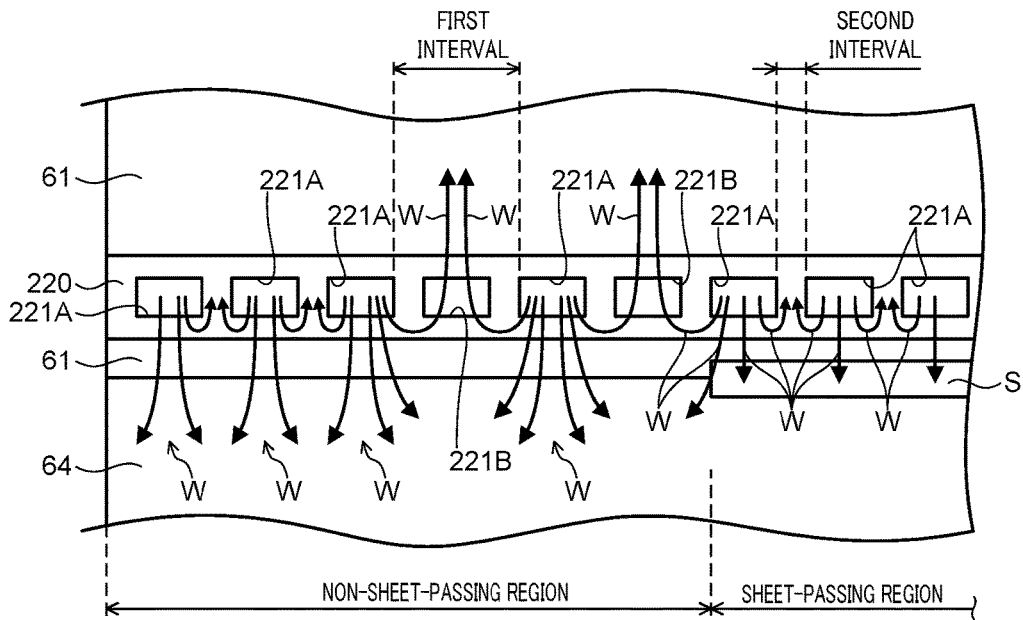 FIRST
INTERVAL
SECOND
INTERVAL
61
221A
221A
W
W
221A
W
221B
221A
221A
220
221A
61
S
221B
W
W
W
64
W
W
W
W
NON-SHEET-PASSING REGION
SHEET-PASSING REGION